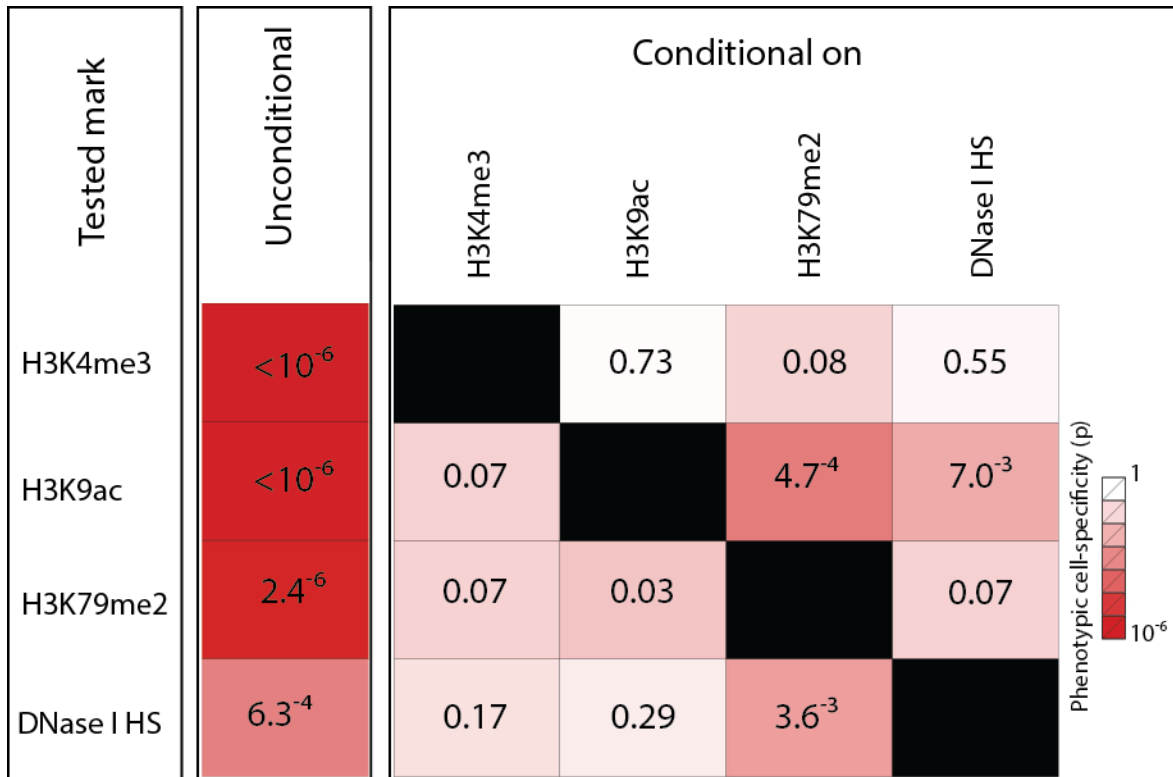 Tested mark
Unconditional
Conditional on
H3K4me3
H3K9ac
H3K79me2
DNase I HS
H3K4me3
<10⁻⁶
0.73
0.08
0.55
H3K9ac
<10⁻⁶
0.07
4.7⁻⁴
7.0⁻³
H3K79me2
2.4⁻⁶
0.07
0.03
0.07
DNase I HS
6.3⁻⁴
0.17
0.29
3.6⁻³
Phenotypic cell-specificity (p)
1
10⁻⁶